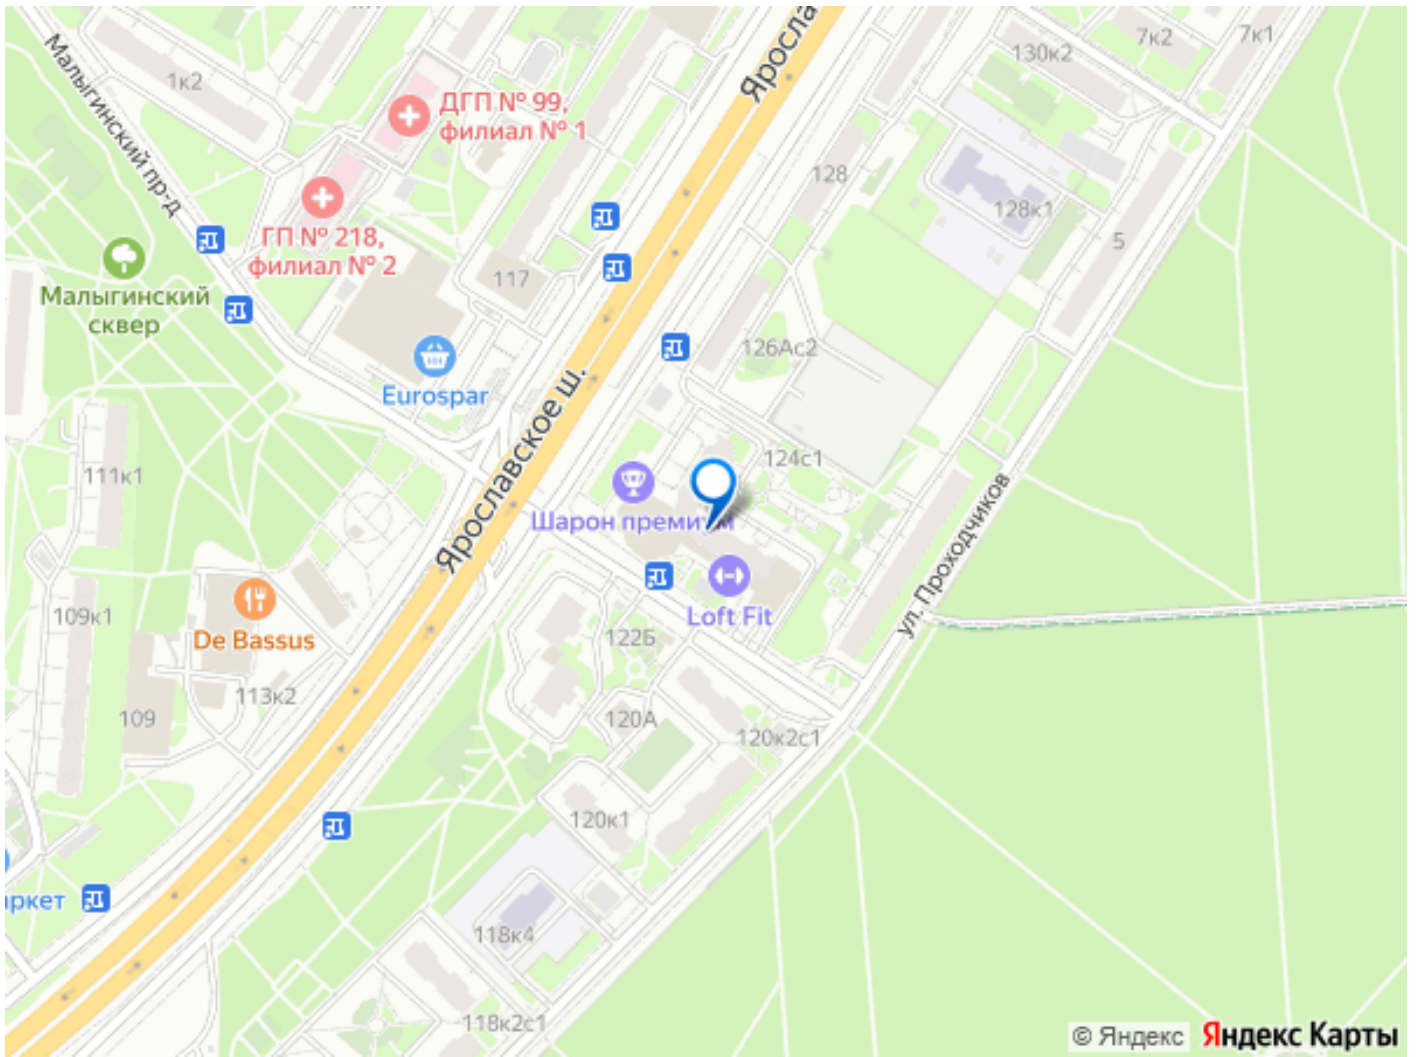 Яросла
7к2
7к1
130к2
Малыгинский пр-д
1к2
ДГП № 99,
филиал № 1
128
128к1
ГП № 218,
филиал № 2
5
117
Малыгинский
сквер
126Ас2
Eurospar
Ярославское ш.
111к1
124с1
Шарон премиум
ул. Проходчиков
Loft Fit
109к1
De Bassus
122Б
113к2
109
120А
120к2с1
120к1
аркет
118к4
118к2с1
© Яндекс Яндекс Карты